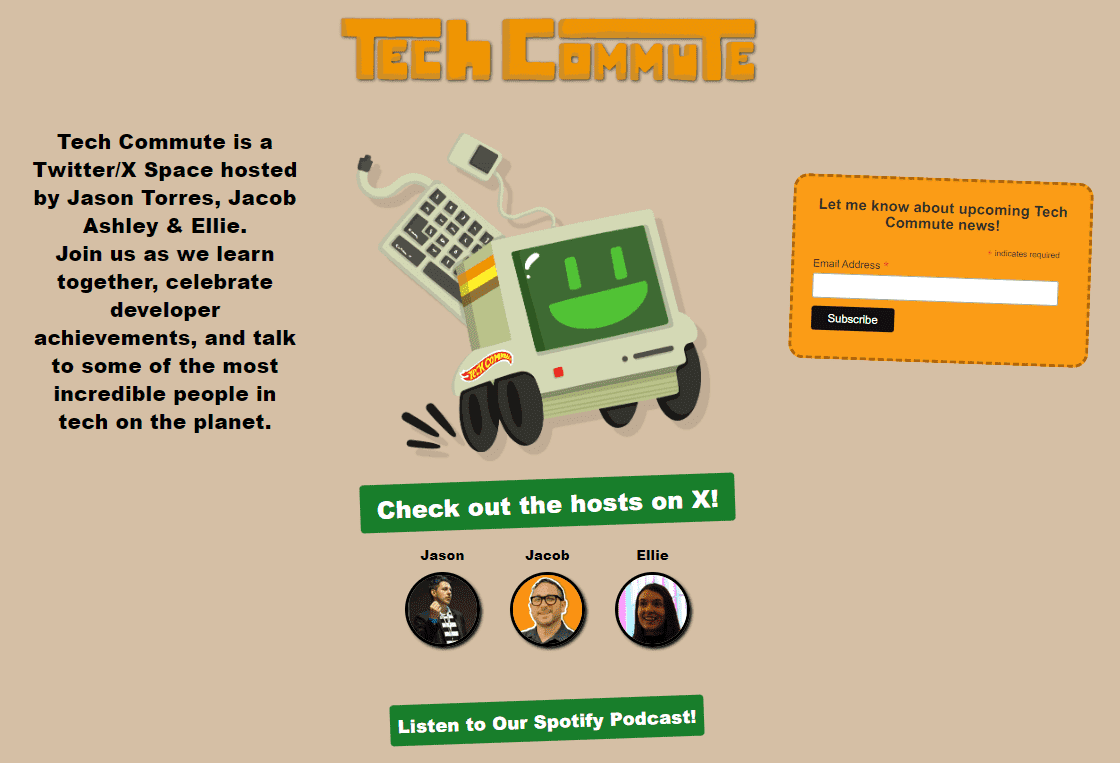 Tech Commute
Tech Commute is a
Twitter/X Space hosted
by Jason Torres, Jacob
Ashley & Ellie.
Join us as we learn
together, celebrate
developer
achievements, and talk
to some of the most
incredible people in
tech on the planet.
Tech Commute
Let me know about upcoming Tech
Commute news!
* indicates required
Email Address *
Subscribe
Check out the hosts on X!
Jason Jacob Ellie
Listen to Our Spotify Podcast!